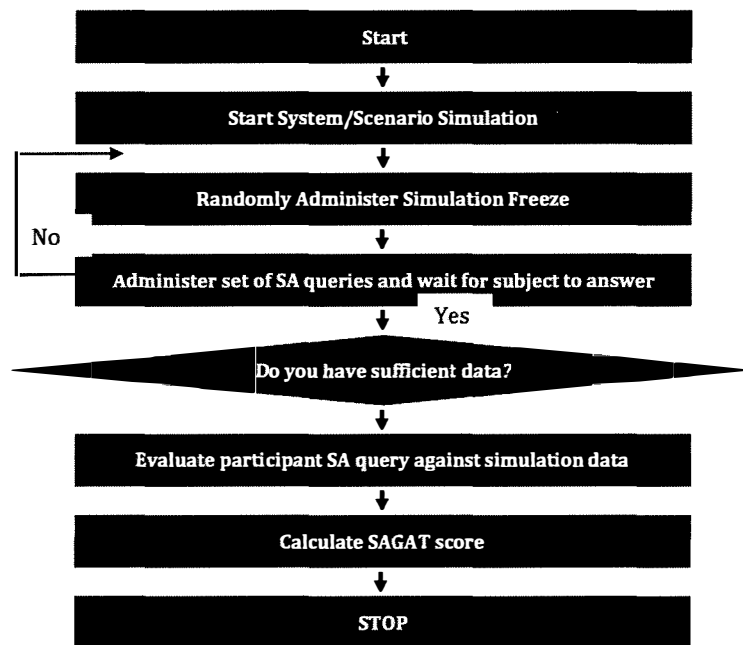 Start
Start System/Scenario Simulation
Randomly Administer Simulation Freeze
No
Administer set of SA queries and wait for subject to answer
Yes
Do you have sufficient data?
Evaluate participant SA query against simulation data
Calculate SAGAT score
STOP